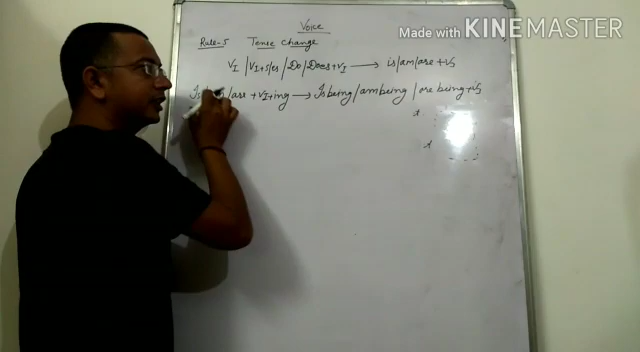 Made with KINEMASTER
Voice
Rule-5 Tense change
V1 | V1+s/es | Do | Does+V1 → is/am/are + V3
Is / /are + V1+ing → Is being / am being / are being + V3